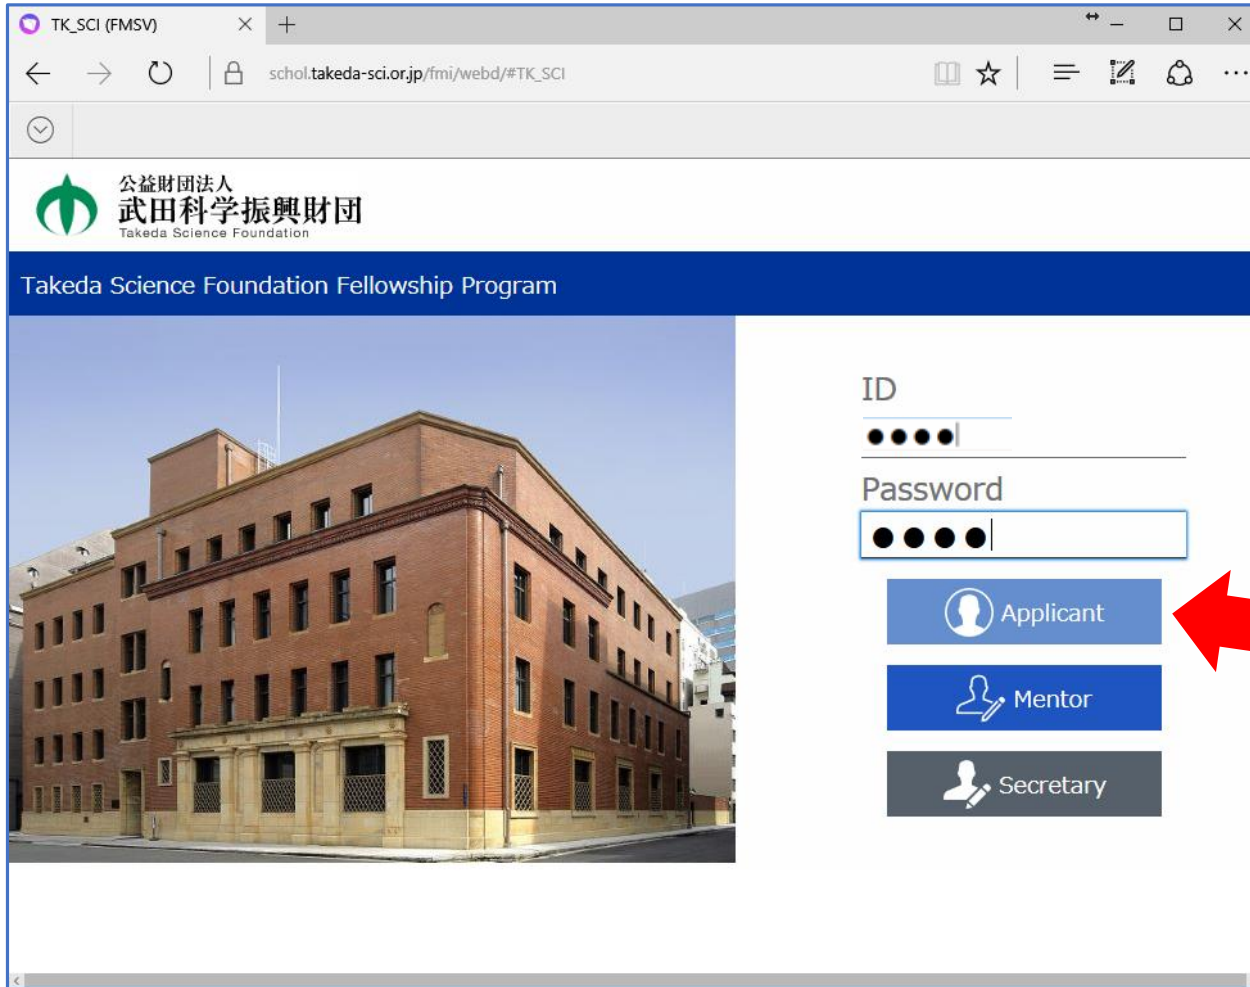 TK_SCI (FMSV)
schol.takeda-sci.or.jp/fmi/webd/#TK_SCI
公益財団法人
武田科学振興財団
Takeda Science Foundation
Takeda Science Foundation Fellowship Program
ID
●●●●
Password
●●●●
Applicant
Mentor
Secretary